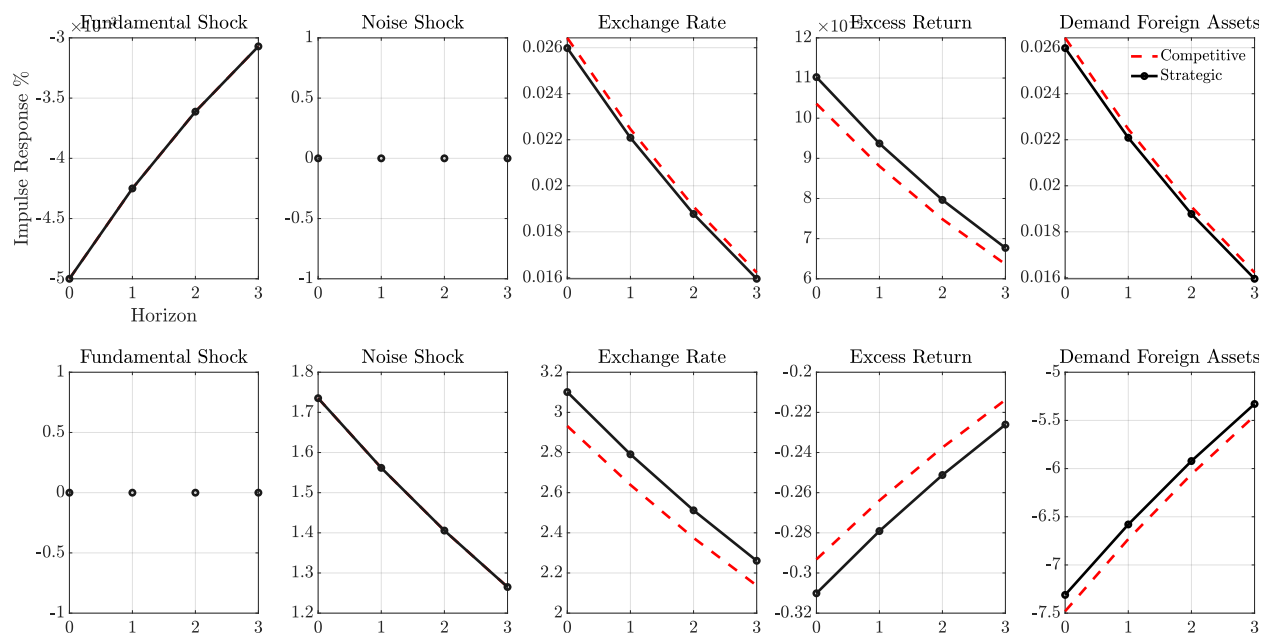 Fundamental Shock
Noise Shock
Exchange Rate
Excess Return
Demand Foreign Assets
Impulse Response %
-3
-3.5
-4
-4.5
-5
0 1 2 3
Horizon
1
0.5
0
-0.5
-1
0 1 2 3
0.026
0.024
0.022
0.02
0.018
0.016
0 1 2 3
12
11
10
9
8
7
6
0 1 2 3
0.026
0.024
0.022
0.02
0.018
0.016
0 1 2 3
Competitive
Strategic
Fundamental Shock
Noise Shock
Exchange Rate
Excess Return
Demand Foreign Assets
1
0.5
0
-0.5
-1
0 1 2 3
1.8
1.7
1.6
1.5
1.4
1.3
1.2
0 1 2 3
3.2
3
2.8
2.6
2.4
2.2
2
0 1 2 3
-0.2
-0.22
-0.24
-0.26
-0.28
-0.3
-0.32
0 1 2 3
-5
-5.5
-6
-6.5
-7
-7.5
0 1 2 3